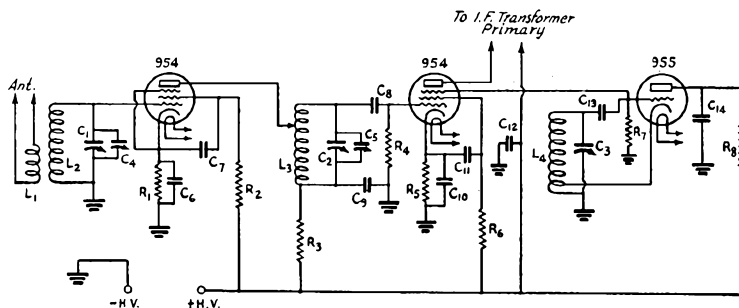 To I.F. Transformer
Primary
954
954
955
Ant.
C1
C4
L1
L2
C7
R1
C6
R2
C8
L3
C2
C5
R4
C9
R3
C11
R5
C10
R6
C12
C13
L4
C3
R7
C14
R8
-H.V.
+H.V.